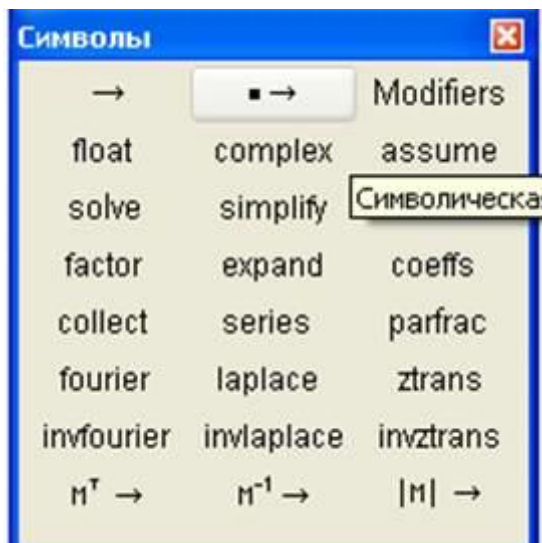 Символы
→ ▪ → Modifiers
float complex assume
solve simplify Символическая
factor expand coeffs
collect series parfrac
fourier laplace ztrans
invfourier invlaplace invztrans
Mᵀ → M⁻¹ → |M| →